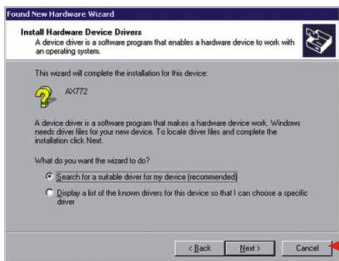 Found New Hardware Wizard
Install Hardware Device Drivers
A device driver is a software program that enables a hardware device to work with
an operating system.
This wizard will complete the installation for this device:
AX772
A device driver is a software program that makes a hardware device work. Windows
needs driver files for your new device. To locate driver files and complete the
installation click Next.
What do you want the wizard to do?
Search for a suitable driver for my device (recommended)
Display a list of the known drivers for this device so that I can choose a specific
driver
< Back Next > Cancel